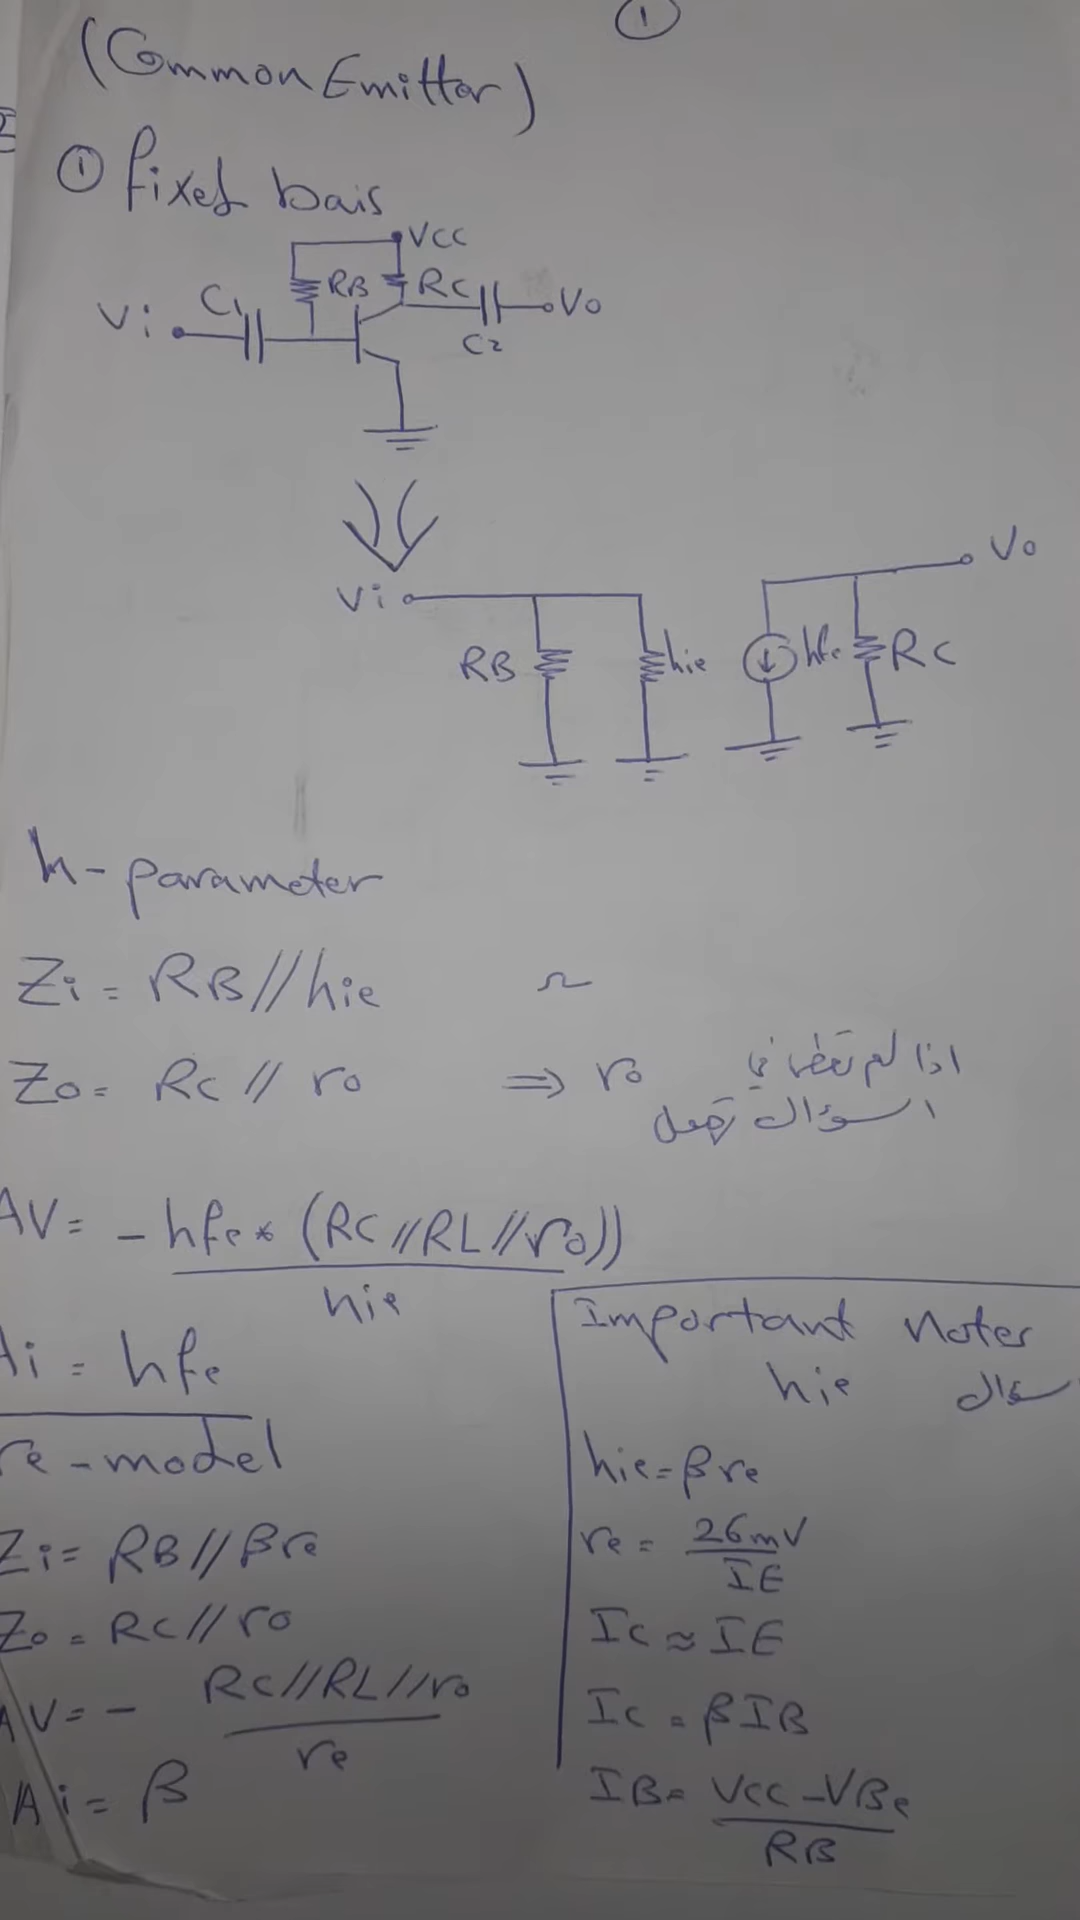 1
(Common Emitter)
① fixed bais
VCC
RB
RC
C1
Vi
Vo
C2
Vo
Vi
RB
hie
hfe
RC
h-parameter
Zi = RB//hie
Zo = RC // ro ⇒ ro اذا لم تعطى في
السؤال تهمل
AV = - hfe * (RC//RL//ro))
hie
Ai = hfe
re-model
Zi = RB//βre
Zo = RC//ro
AV = - RC//RL//ro
re
Ai = β
Important Notes
hie سؤال
hie = βre
re = 26mV
IE
Ic ≈ IE
Ic = βIB
IB = VCC - VBe
RB